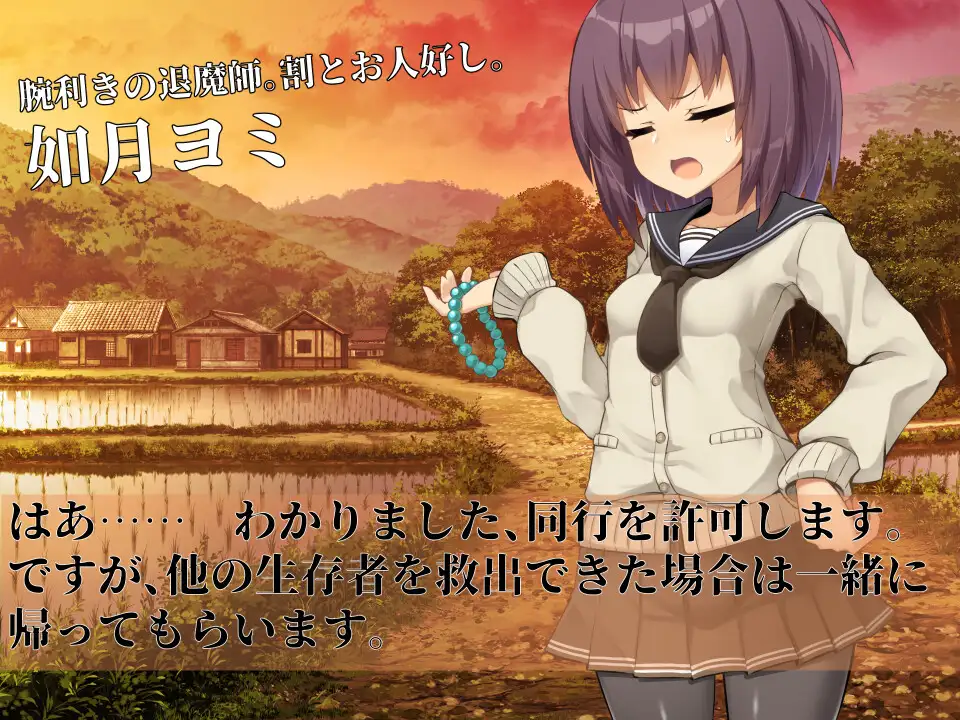 腕利きの退魔師。割とお人好し。
如月ヨミ
はあ……　わかりました、同行を許可します。
ですが、他の生存者を救出できた場合は一緒に
帰ってもらいます。